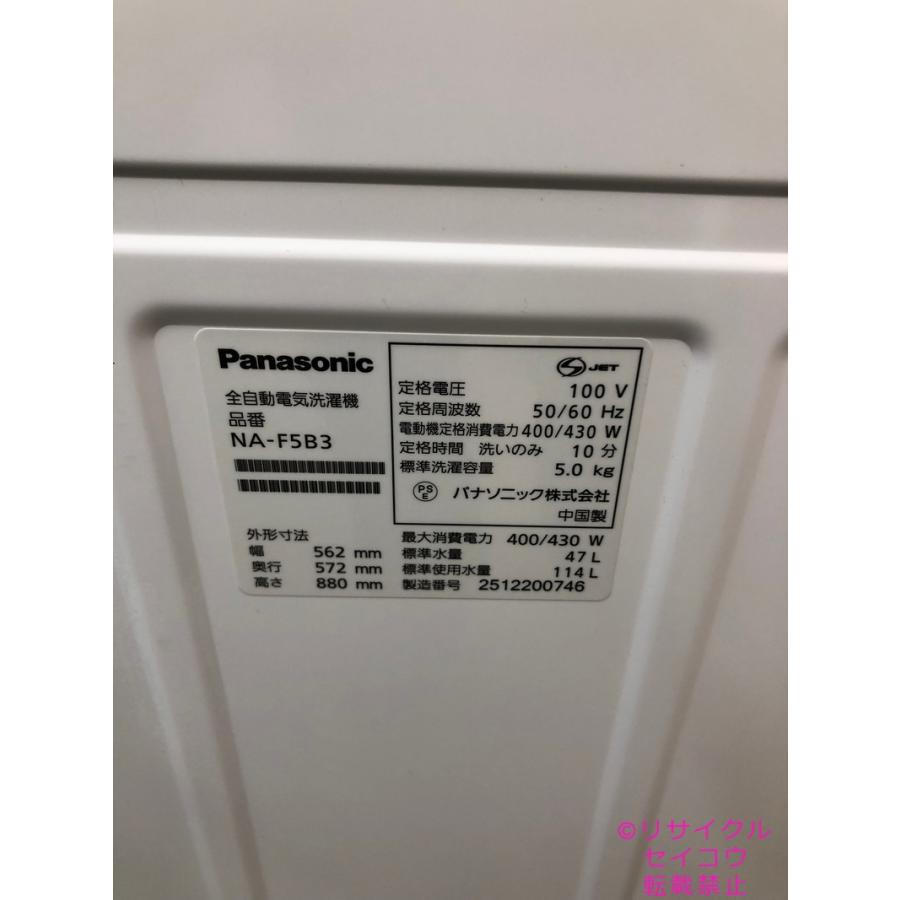 Panasonic
全自動電気洗濯機
品番
NA-F5B3
外形寸法
幅 562 mm
奥行 572 mm
高さ 880 mm
JET
定格電圧 100 V
定格周波数 50/60 Hz
電動機定格消費電力 400/430 W
定格時間 洗いのみ 10 分
標準洗濯容量 5.0 kg
PS
E パナソニック株式会社
中国製
最大消費電力 400/430 W
標準水量 47 L
標準使用水量 114 L
製造番号 2512200746
©リサイクル
セイコウ
転載禁止